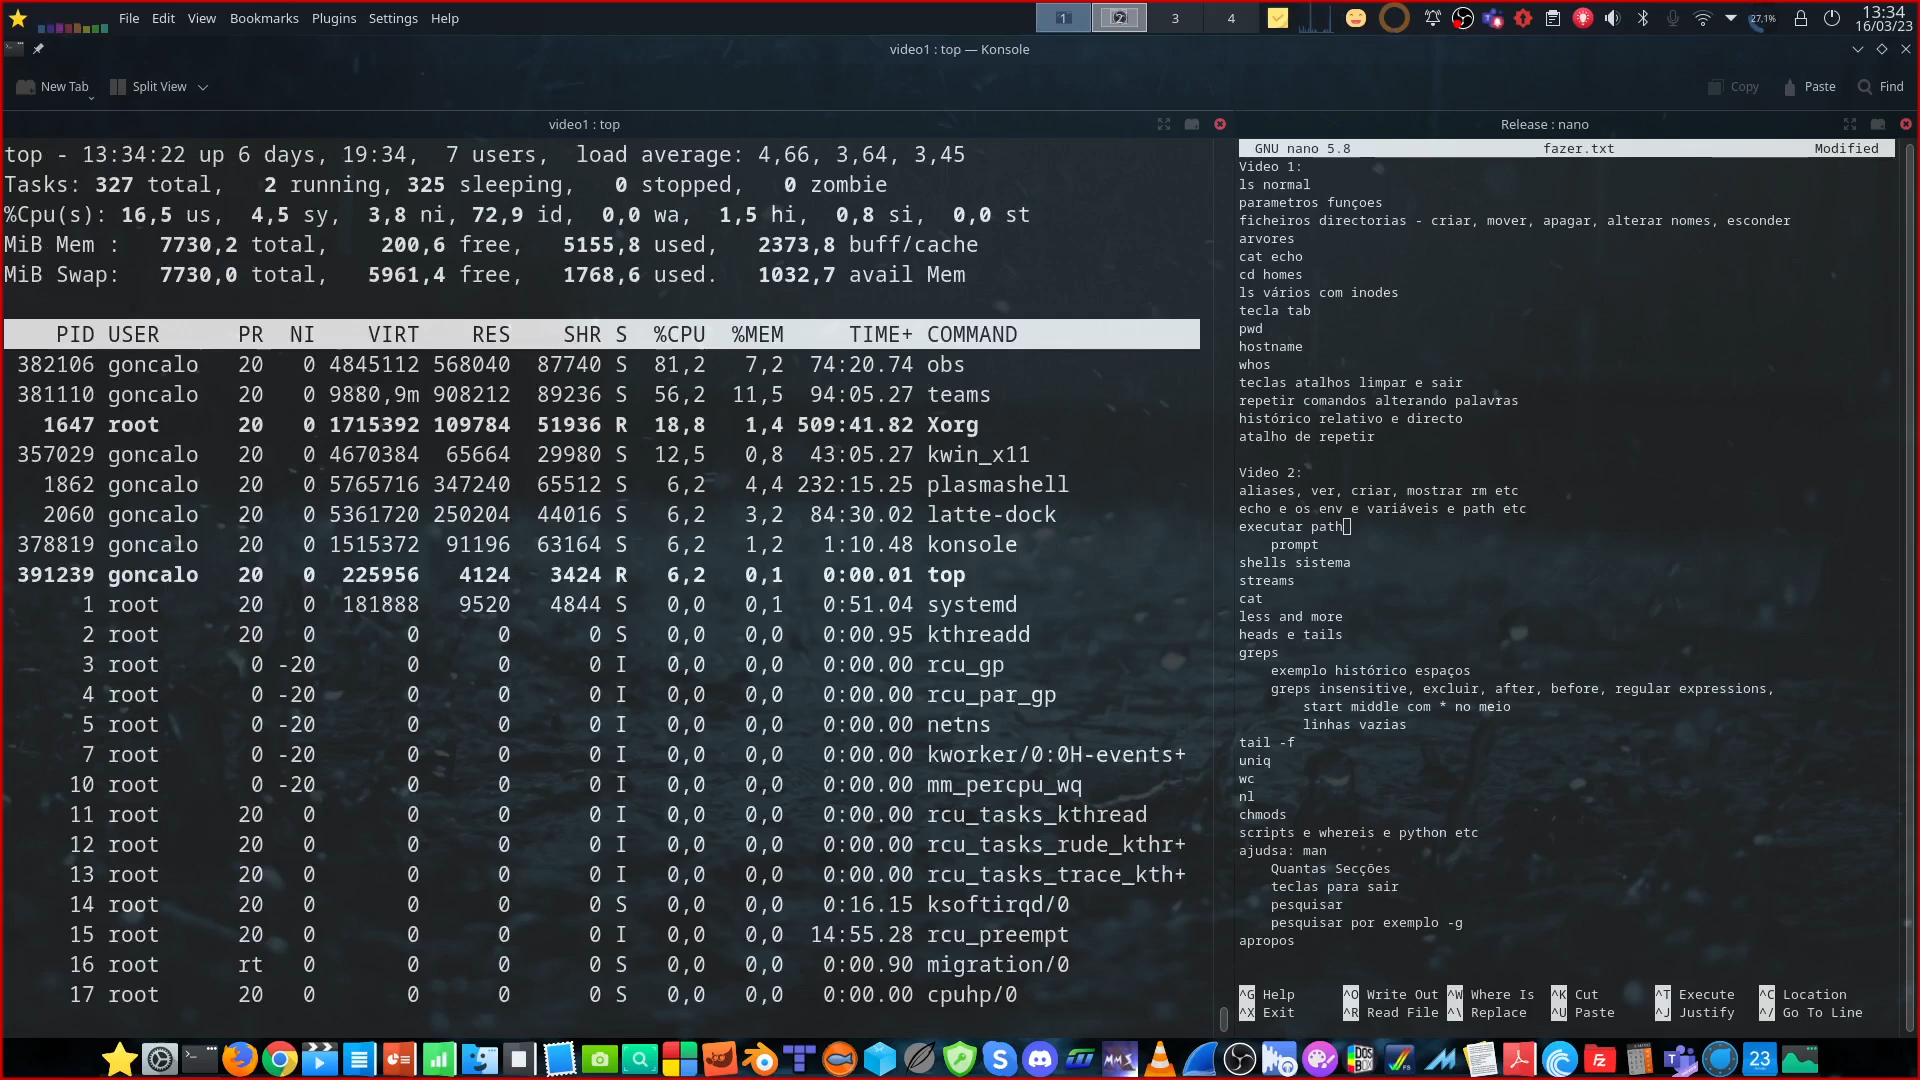 File Edit View Bookmarks Plugins Settings Help
1 2 3 4
27,1%
13:34
16/03/23
video1 : top — Konsole
New Tab Split View Copy Paste Find
video1 : top
top - 13:34:22 up 6 days, 19:34, 7 users, load average: 4,66, 3,64, 3,45
Tasks: 327 total, 2 running, 325 sleeping, 0 stopped, 0 zombie
%Cpu(s): 16,5 us, 4,5 sy, 3,8 ni, 72,9 id, 0,0 wa, 1,5 hi, 0,8 si, 0,0 st
MiB Mem : 7730,2 total, 200,6 free, 5155,8 used, 2373,8 buff/cache
MiB Swap: 7730,0 total, 5961,4 free, 1768,6 used. 1032,7 avail Mem
PID USER PR NI VIRT RES SHR S %CPU %MEM TIME+ COMMAND
382106 goncalo 20 0 4845112 568040 87740 S 81,2 7,2 74:20.74 obs
381110 goncalo 20 0 9880,9m 908212 89236 S 56,2 11,5 94:05.27 teams
1647 root 20 0 1715392 109784 51936 R 18,8 1,4 509:41.82 Xorg
357029 goncalo 20 0 4670384 65664 29980 S 12,5 0,8 43:05.27 kwin_x11
1862 goncalo 20 0 5765716 347240 65512 S 6,2 4,4 232:15.25 plasmashell
2060 goncalo 20 0 5361720 250204 44016 S 6,2 3,2 84:30.02 latte-dock
378819 goncalo 20 0 1515372 91196 63164 S 6,2 1,2 1:10.48 konsole
391239 goncalo 20 0 225956 4124 3424 R 6,2 0,1 0:00.01 top
1 root 20 0 181888 9520 4844 S 0,0 0,1 0:51.04 systemd
2 root 20 0 0 0 0 S 0,0 0,0 0:00.95 kthreadd
3 root 0 -20 0 0 0 I 0,0 0,0 0:00.00 rcu_gp
4 root 0 -20 0 0 0 I 0,0 0,0 0:00.00 rcu_par_gp
5 root 0 -20 0 0 0 I 0,0 0,0 0:00.00 netns
7 root 0 -20 0 0 0 I 0,0 0,0 0:00.00 kworker/0:0H-events+
10 root 0 -20 0 0 0 I 0,0 0,0 0:00.00 mm_percpu_wq
11 root 20 0 0 0 0 I 0,0 0,0 0:00.00 rcu_tasks_kthread
12 root 20 0 0 0 0 I 0,0 0,0 0:00.00 rcu_tasks_rude_kthr+
13 root 20 0 0 0 0 I 0,0 0,0 0:00.00 rcu_tasks_trace_kth+
14 root 20 0 0 0 0 S 0,0 0,0 0:16.15 ksoftirqd/0
15 root 20 0 0 0 0 I 0,0 0,0 14:55.28 rcu_preempt
16 root rt 0 0 0 0 S 0,0 0,0 0:00.90 migration/0
17 root 20 0 0 0 0 S 0,0 0,0 0:00.00 cpuhp/0
Release : nano
GNU nano 5.8 fazer.txt Modified
Video 1:
ls normal
parametros funçoes
ficheiros directorias - criar, mover, apagar, alterar nomes, esconder
arvores
cat echo
cd homes
ls vários com inodes
tecla tab
pwd
hostname
whos
teclas atalhos limpar e sair
repetir comandos alterando palavras
histórico relativo e directo
atalho de repetir
Video 2:
aliases, ver, criar, mostrar rm etc
echo e os env e variáveis e path etc
executar path
prompt
shells sistema
streams
cat
less and more
heads e tails
greps
exemplo histórico espaços
greps insensitive, excluir, after, before, regular expressions,
start middle com * no meio
linhas vazias
tail -f
uniq
wc
nl
chmods
scripts e whereis e python etc
ajudsa: man
Quantas Secções
teclas para sair
pesquisar
pesquisar por exemplo -g
apropos
^G Help ^O Write Out ^W Where Is ^K Cut ^T Execute ^C Location
^X Exit ^R Read File ^\ Replace ^U Paste ^J Justify ^/ Go To Line
MMS DOS BOX FS Fz 23